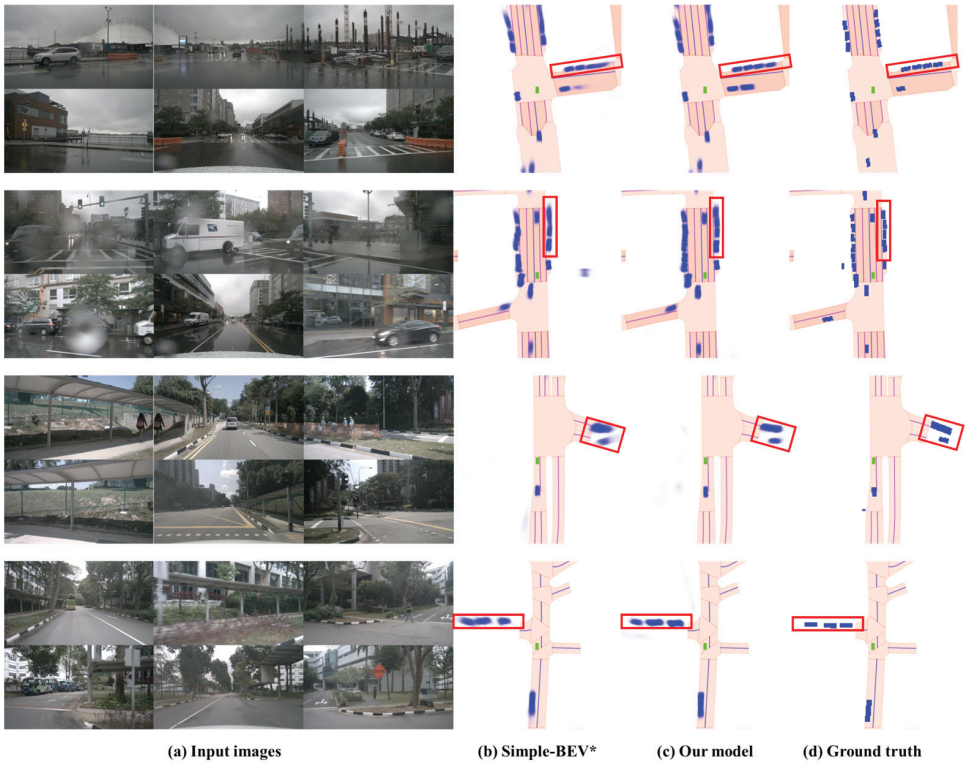 (a) Input images
(b) Simple-BEV*
(c) Our model
(d) Ground truth